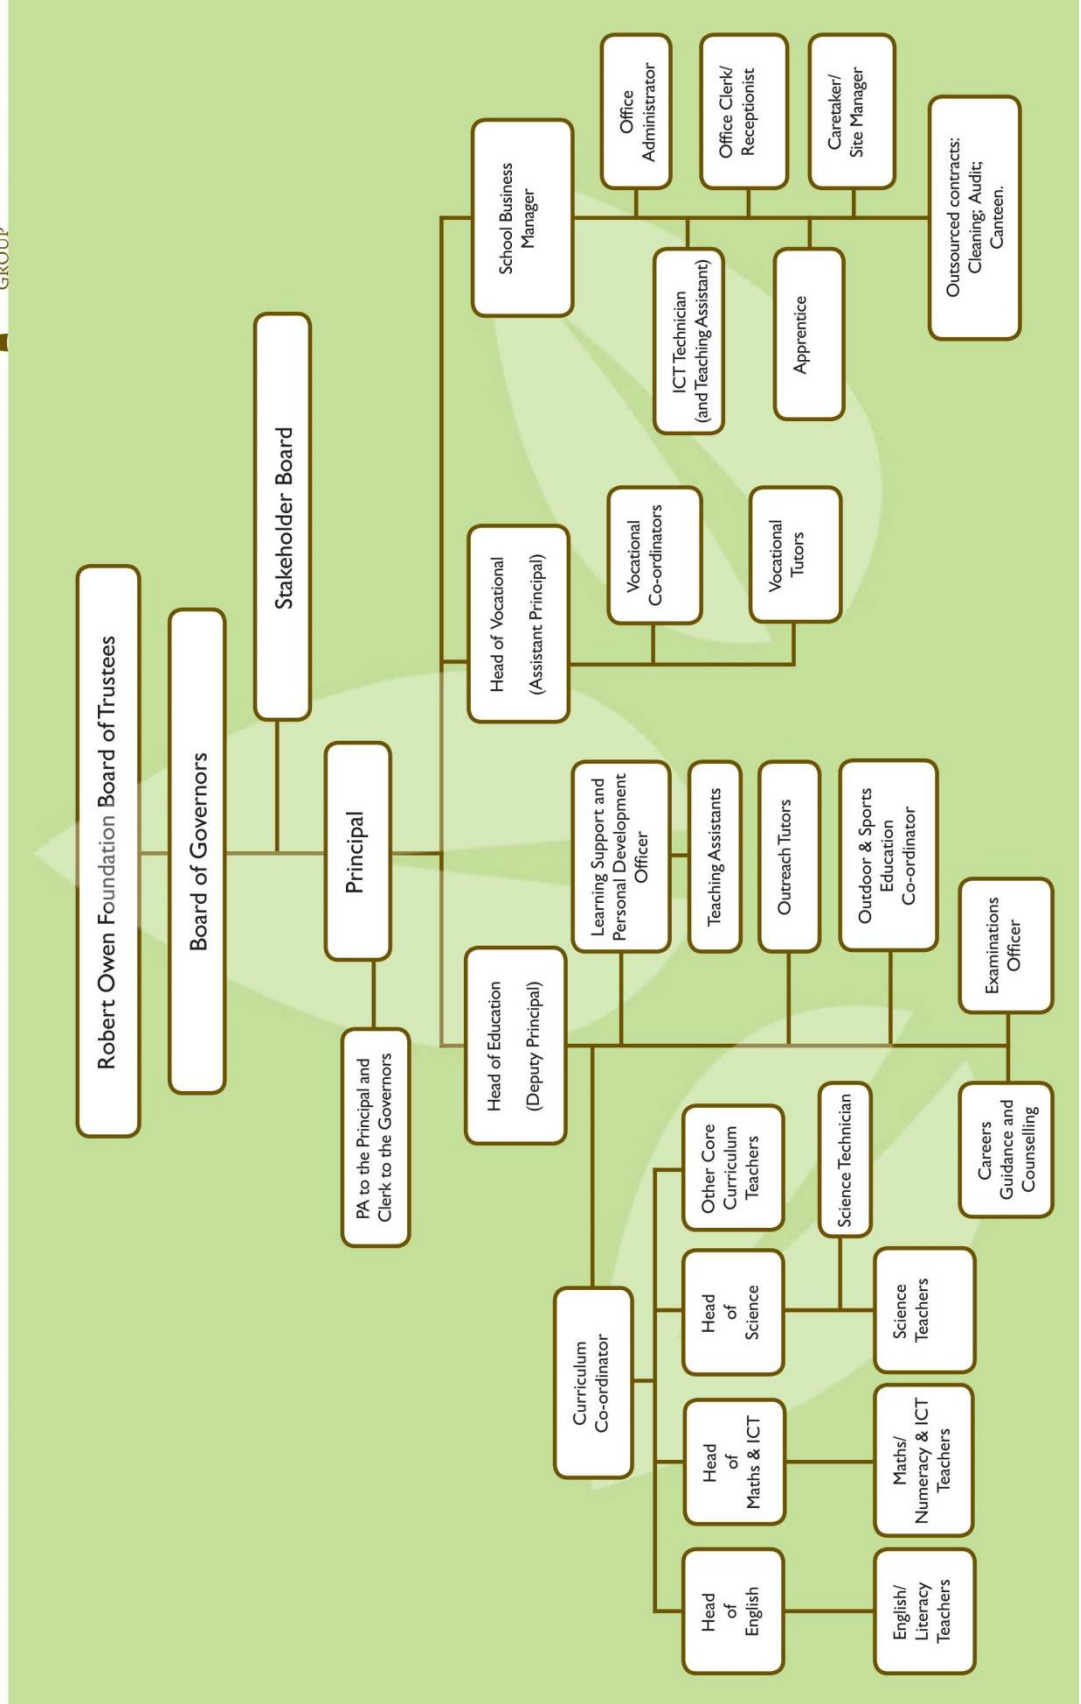 GROUP
Robert Owen Foundation Board of Trustees
Board of Governors
Stakeholder Board
Principal
PA to the Principal and
Clerk to the Governors
Head of Education
(Deputy Principal)
Head of Vocational
(Assistant Principal)
School Business
Manager
Curriculum
Co-ordinator
Head
of
English
Head
of
Maths & ICT
Head
of
Science
Other Core
Curriculum
Teachers
Science Technician
English/
Literacy
Teachers
Maths/
Numeracy & ICT
Teachers
Science
Teachers
Learning Support and
Personal Development
Officer
Teaching Assistants
Outreach Tutors
Outdoor & Sports
Education
Co-ordinator
Careers
Guidance and
Counselling
Examinations
Officer
Vocational
Co-ordinators
Vocational
Tutors
Office
Administrator
ICT Technician
(and Teaching Assistant)
Office Clerk/
Receptionist
Apprentice
Caretaker/
Site Manager
Outsourced contracts:
Cleaning; Audit;
Canteen.